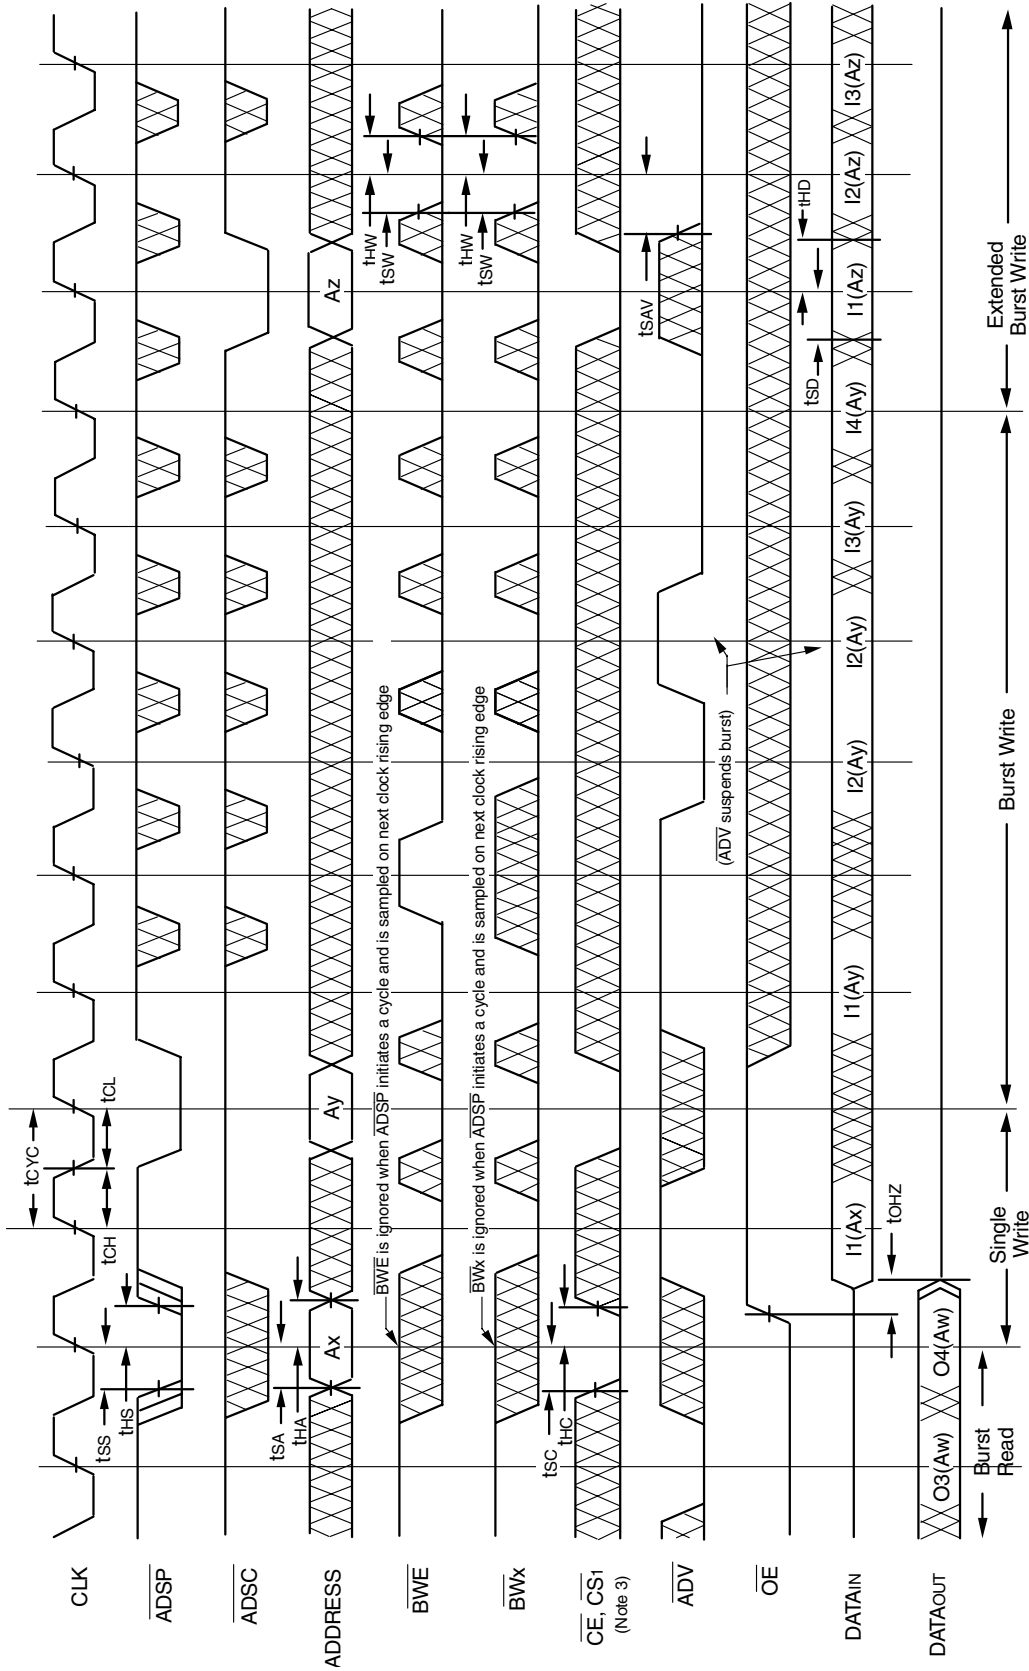 CLK
tCYC
tCH
tCL
ADSP
tSS
tHS
ADSC
ADDRESS
tSA
tHA
Ax
Ay
Az
BWE
BWE is ignored when ADSP initiates a cycle and is sampled on next clock rising edge
tHW
tSW
BWx
BWx is ignored when ADSP initiates a cycle and is sampled on next clock rising edge
tHW
tSW
CE, CS1
(Note 3)
tSC
tHC
ADV
tSAV
(ADV suspends burst)
OE
DATAIN
I1(Ax)
I1(Ay)
I2(Ay)
I2(Ay)
I3(Ay)
I4(Ay)
I1(Az)
I2(Az)
I3(Az)
tSD
tHD
tOHZ
DATAOUT
O3(Aw)
O4(Aw)
Burst
Read
Single
Write
Burst Write
Extended
Burst Write